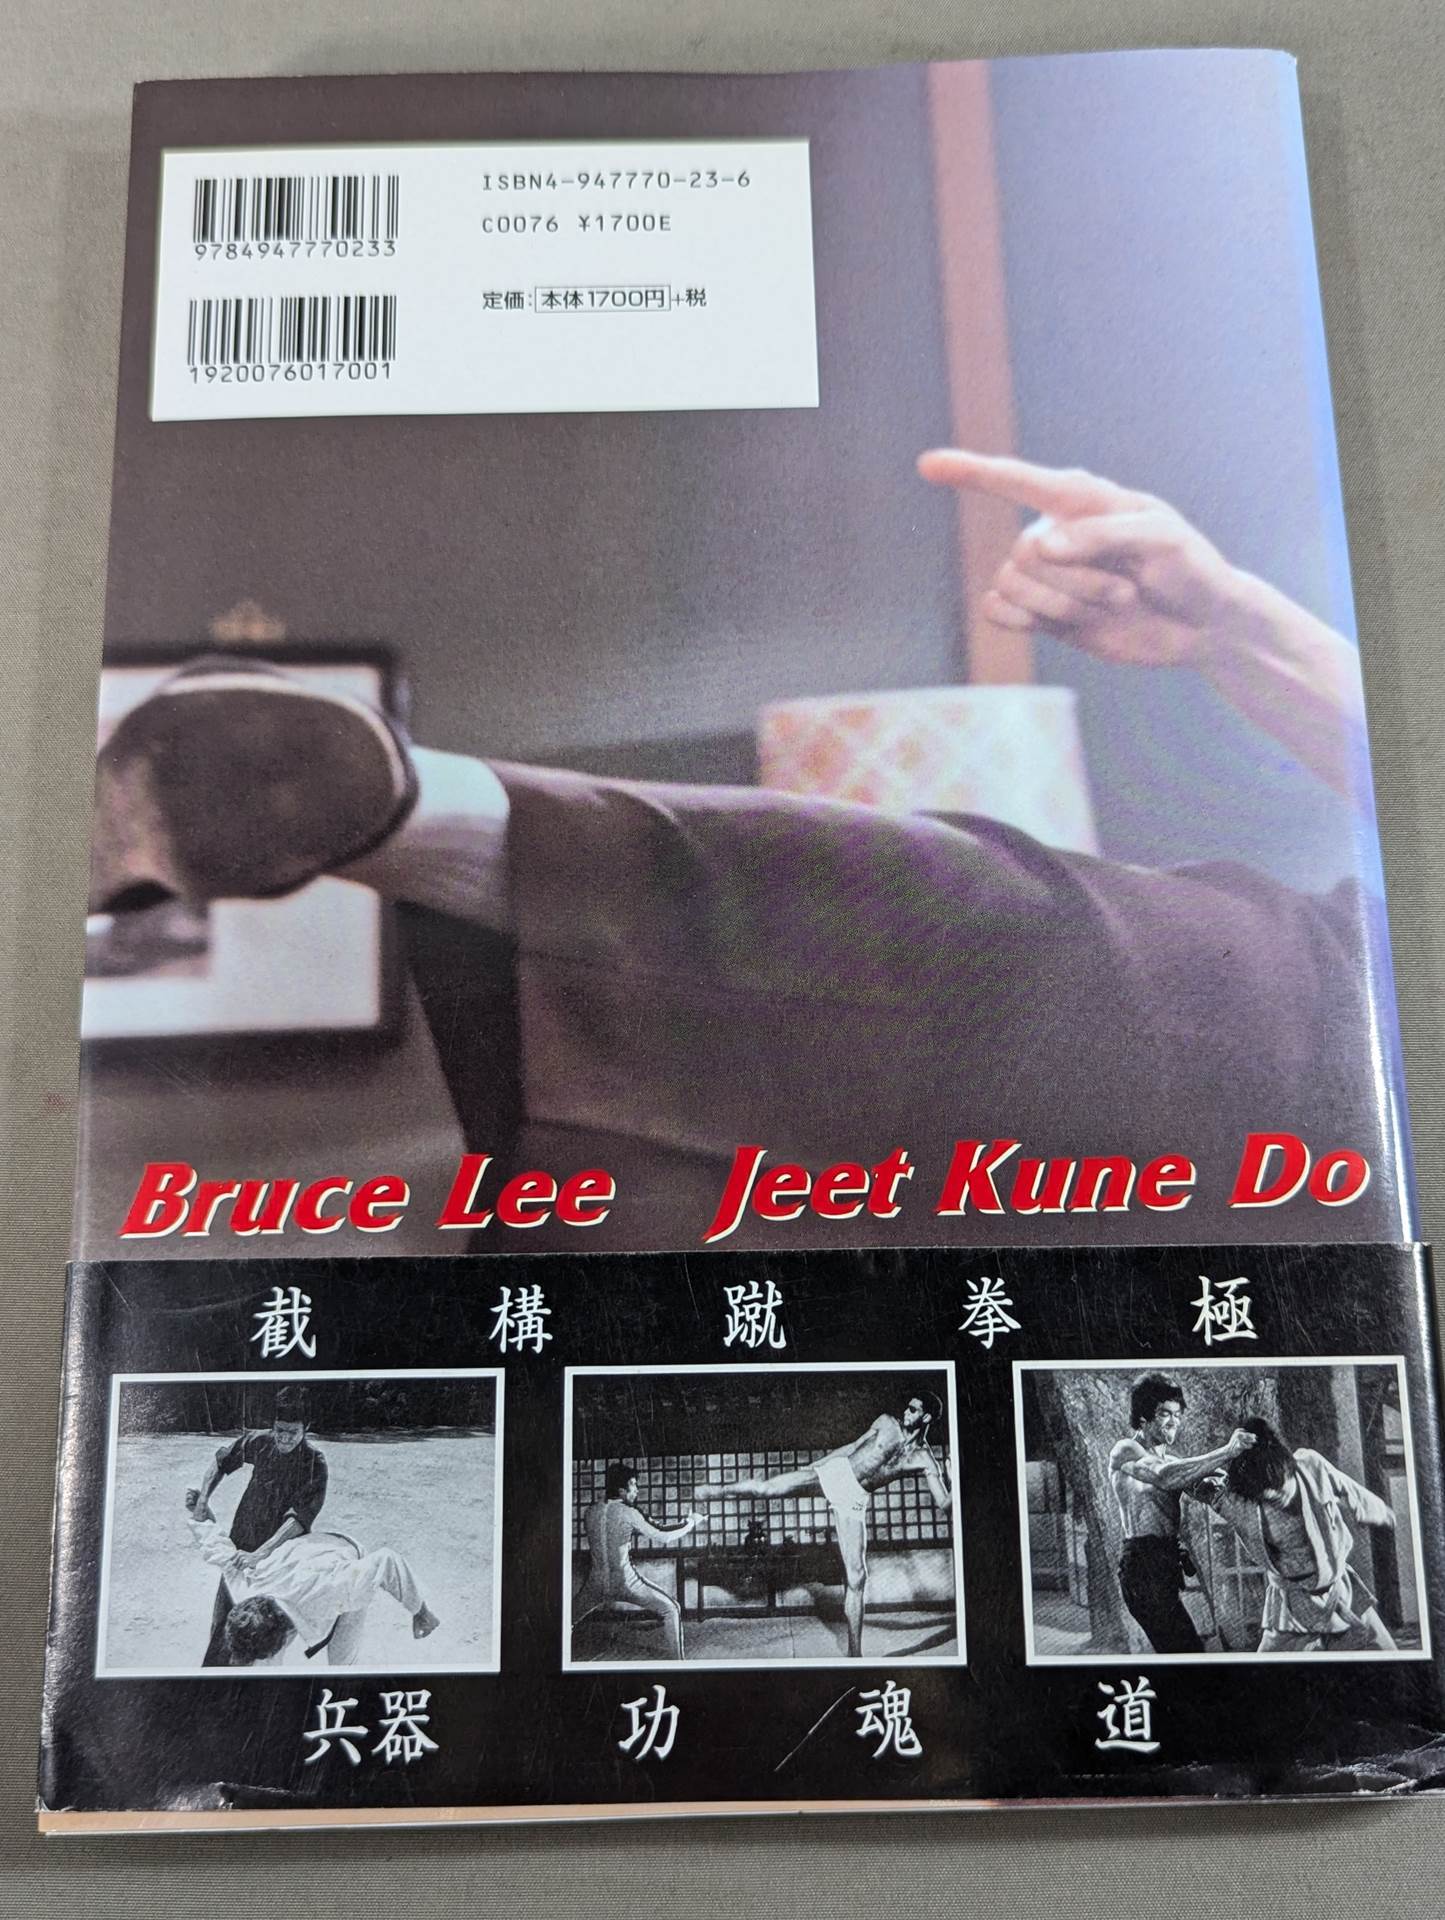 ISBN4-947770-23-6
C0076 ¥1700E
9784947770233
定価:本体1700円+税
1920076017001
Bruce Lee Jeet Kune Do
截 構 蹴 拳 極
兵器 功 / 魂 道